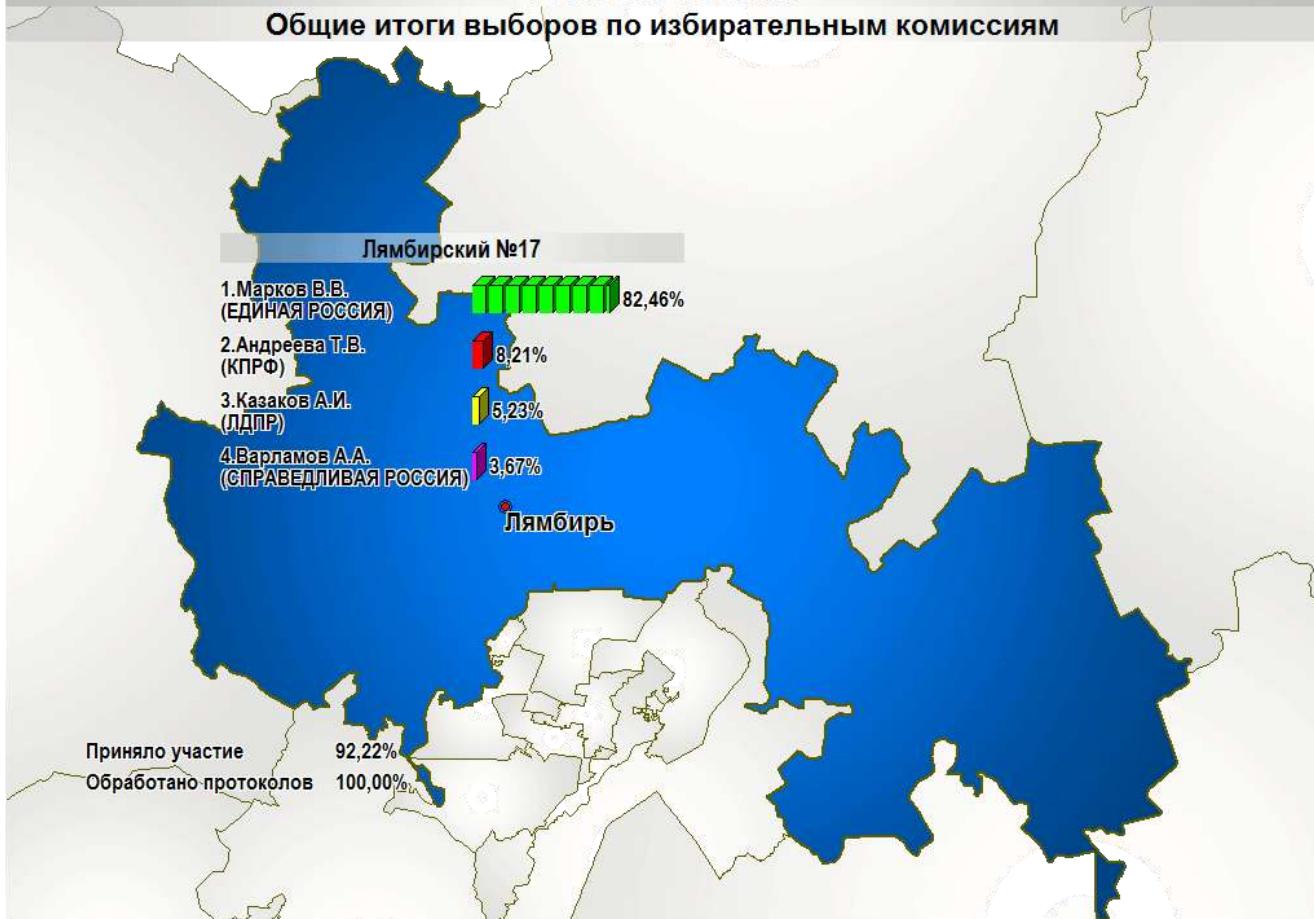 Общие итоги выборов по избирательным комиссиям
Лямбирский №17
1.Марков В.В.
(ЕДИНАЯ РОССИЯ)
82,46%
2.Андреева Т.В.
(КПРФ)
8,21%
3.Казаков А.И.
(ЛДПР)
5,23%
4.Варламов А.А.
(СПРАВЕДЛИВАЯ РОССИЯ)
3,67%
Лямбирь
Приняло участие 92,22%
Обработано протоколов 100,00%